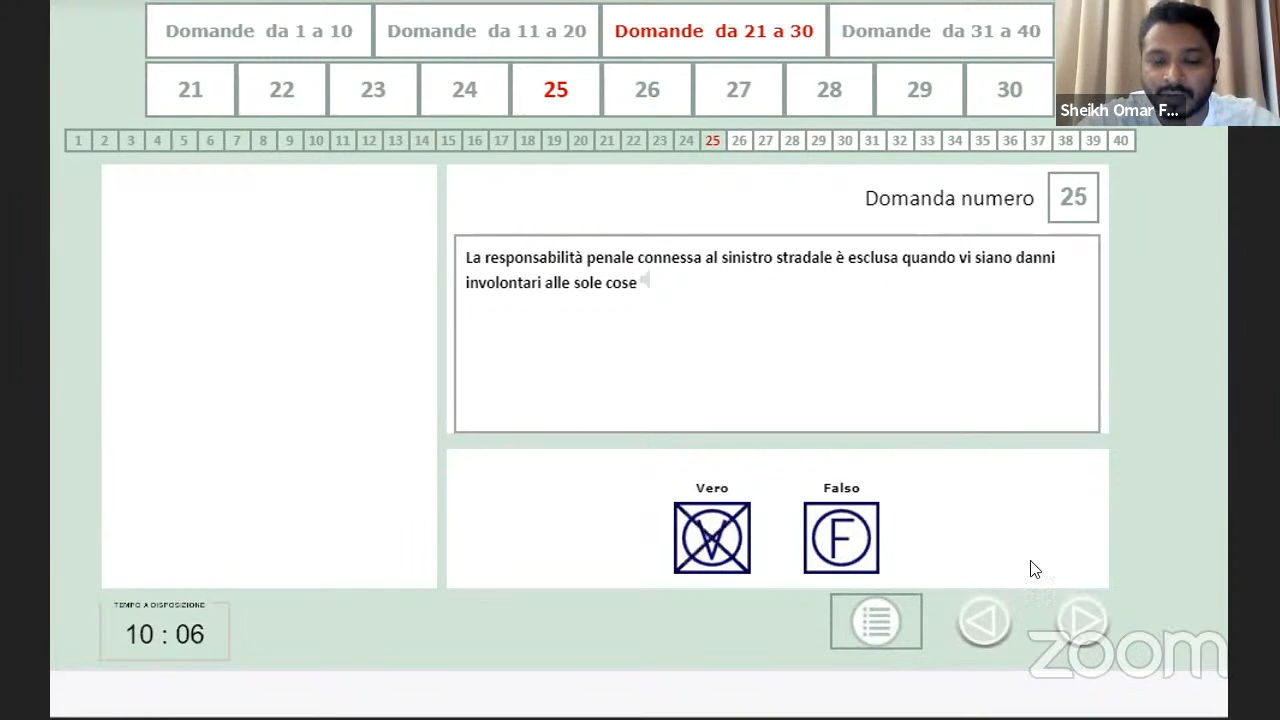 Domande da 1 a 10 Domande da 11 a 20 Domande da 21 a 30 Domande da 31 a 40
21 22 23 24 25 26 27 28 29 30
Sheikh Omar F...
1 2 3 4 5 6 7 8 9 10 11 12 13 14 15 16 17 18 19 20 21 22 23 24 25 26 27 28 29 30 31 32 33 34 35 36 37 38 39 40
Domanda numero 25
La responsabilità penale connessa al sinistro stradale è esclusa quando vi siano danni
involontari alle sole cose
Vero Falso
V F
TEMPO A DISPOSIZIONE
10 : 06
zoom